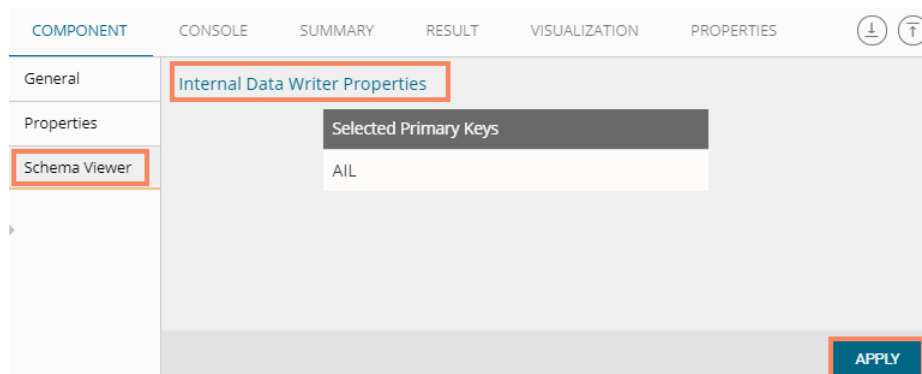 COMPONENT CONSOLE SUMMARY RESULT VISUALIZATION PROPERTIES
General
Internal Data Writer Properties
Properties
Selected Primary Keys
Schema Viewer
AIL
APPLY